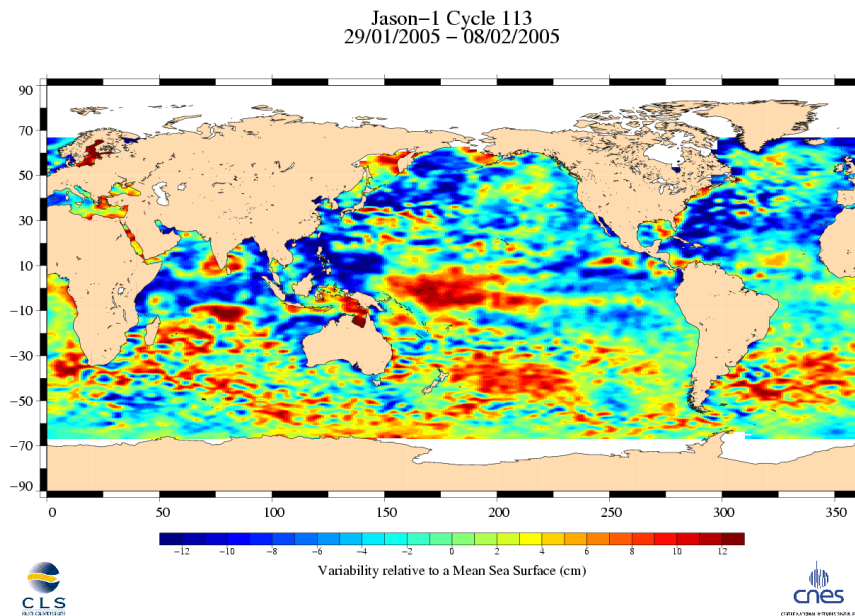 Jason−1 Cycle 113
29/01/2005 − 08/02/2005
90
70
50
30
10
−10
−30
−50
−70
−90
0 50 100 150 200 250 300 350
−12 −10 −8 −6 −4 −2 0 2 4 6 8 10 12
Variability relative to a Mean Sea Surface (cm)
CLS
cnes